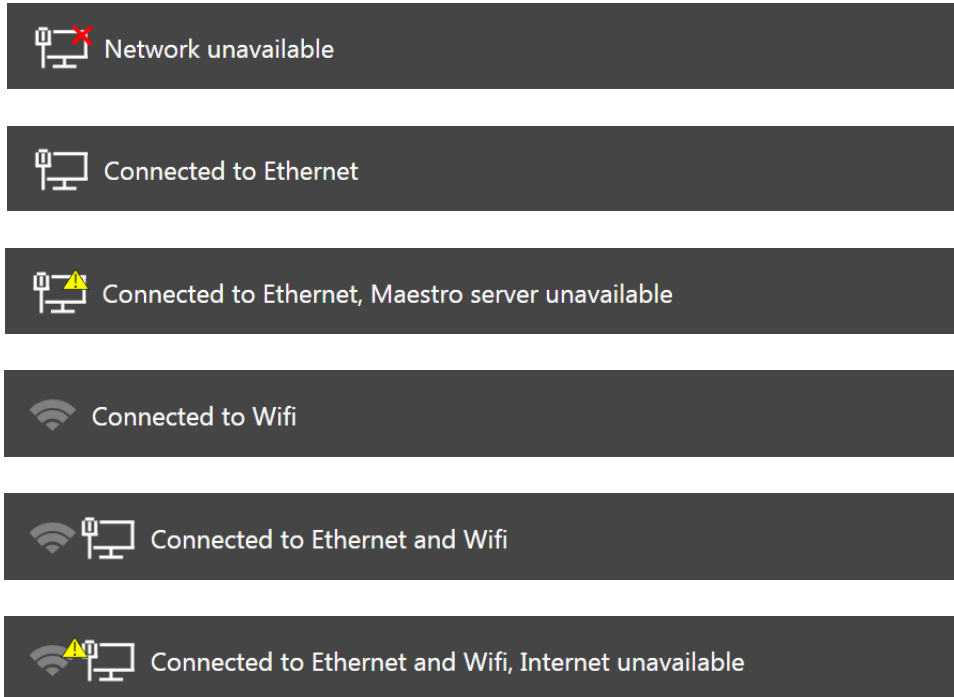 Network unavailable
Connected to Ethernet
Connected to Ethernet, Maestro server unavailable
Connected to Wifi
Connected to Ethernet and Wifi
Connected to Ethernet and Wifi, Internet unavailable